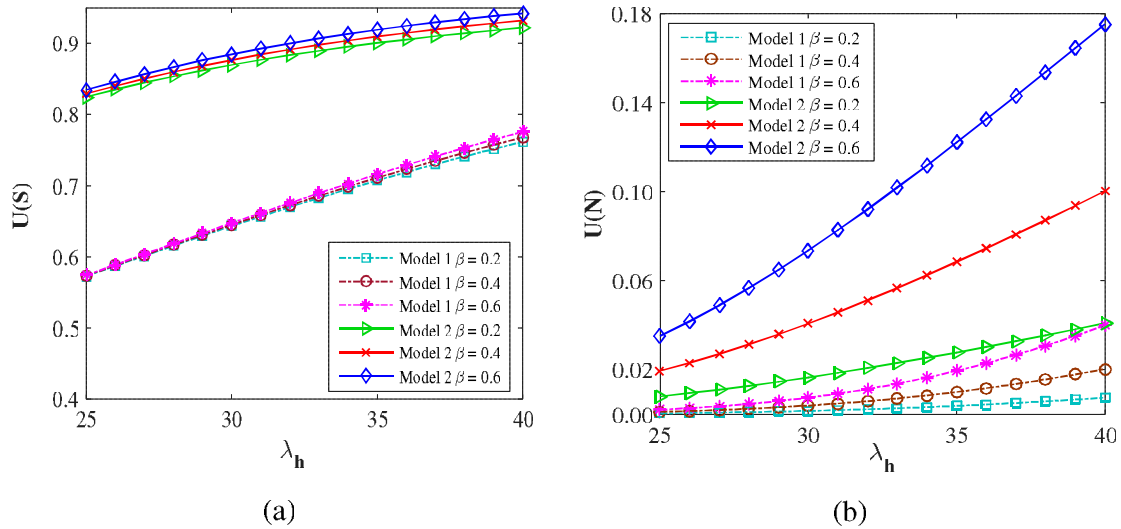 0.9
0.8
0.7
0.6
0.5
0.4
U(S)
Model 1 β = 0.2
Model 1 β = 0.4
Model 1 β = 0.6
Model 2 β = 0.2
Model 2 β = 0.4
Model 2 β = 0.6
25 30 35 40
λh
(a)
0.18
0.14
0.10
0.06
0.02
0.00
U(N)
Model 1 β = 0.2
Model 1 β = 0.4
Model 1 β = 0.6
Model 2 β = 0.2
Model 2 β = 0.4
Model 2 β = 0.6
25 30 35 40
λh
(b)